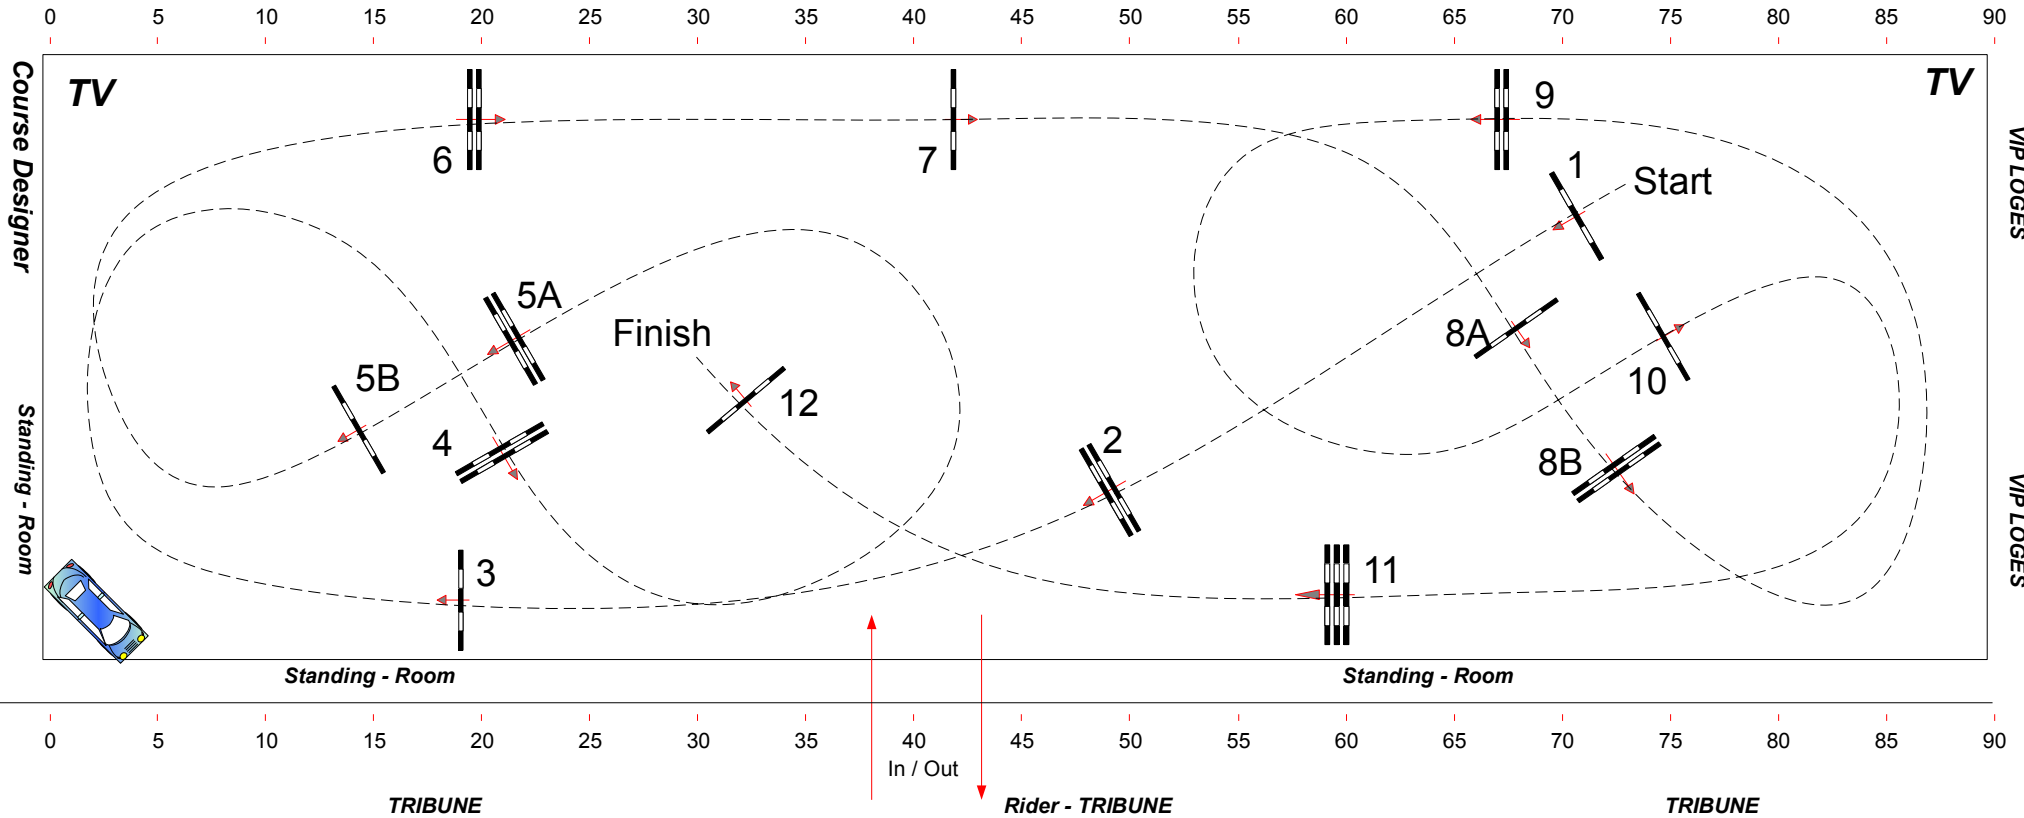 0 5 10 15 20 25 30 35 40 45 50 55 60 65 70 75 80 85 90
TV
TV
Course Designer
Standing - Room
VIP LOGES
VIP LOGES
9
6
7
1
Start
5A
Finish
8A
5B
12
10
4
2
8B
3
11
Standing - Room
Standing - Room
0 5 10 15 20 25 30 35 40 45 50 55 60 65 70 75 80 85 90
In / Out
TRIBUNE
Rider - TRIBUNE
TRIBUNE